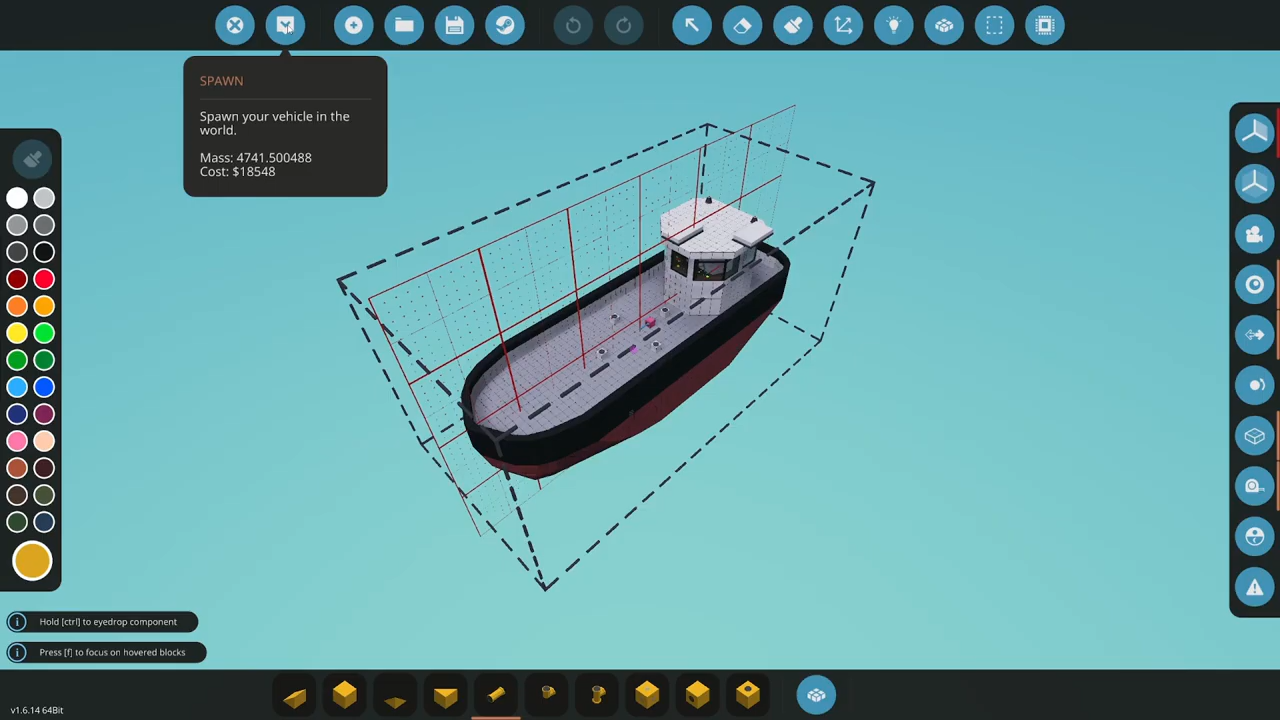 SPAWN
Spawn your vehicle in the
world.
Mass: 4741.500488
Cost: $18548
Hold [ctrl] to eyedrop component
Press [f] to focus on hovered blocks
v1.6.14 64Bit